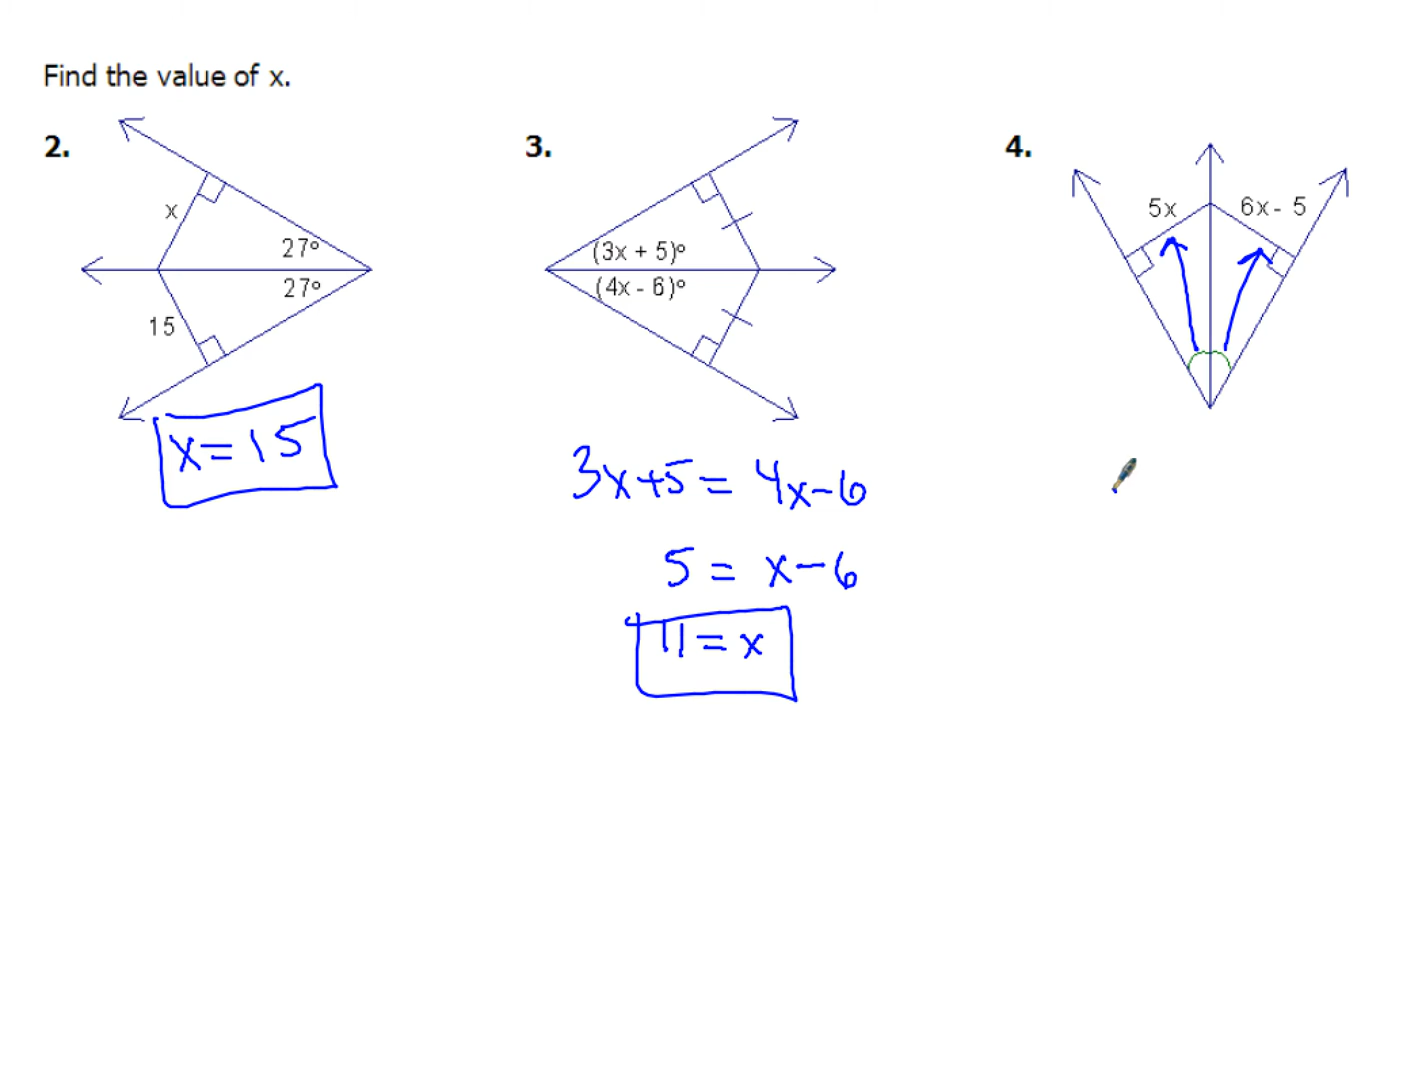 Find the value of x.
2.
x
27°
27°
15
x=15
3.
(3x + 5)°
(4x - 6)°
3x+5=4x-6
5=x-6
11=x
4.
5x
6x- 5